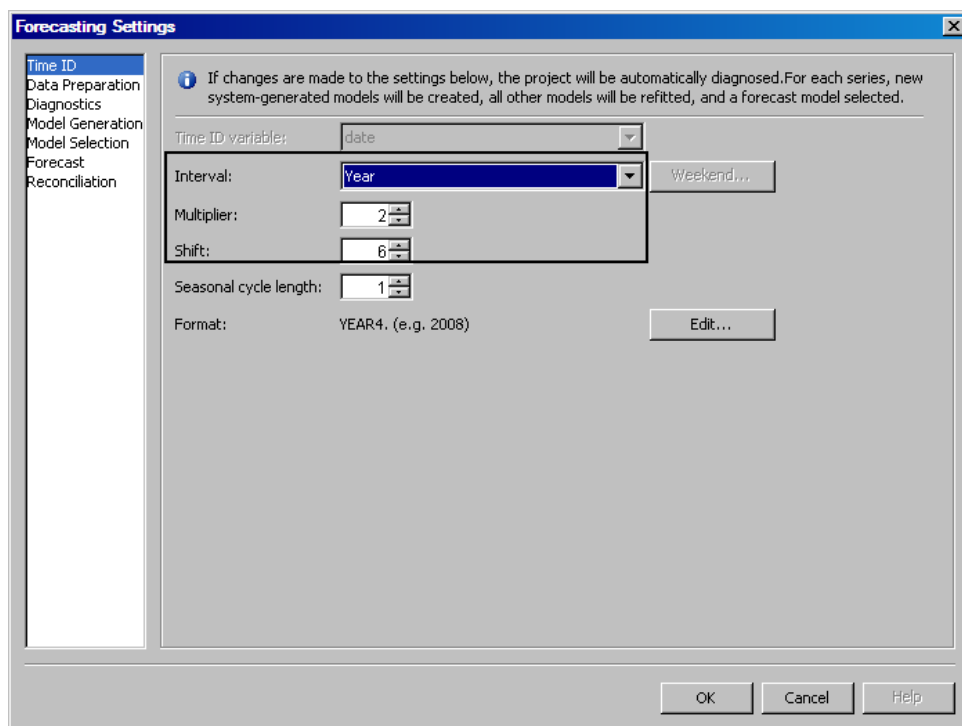 Forecasting Settings
Time ID
Data Preparation
Diagnostics
Model Generation
Model Selection
Forecast
Reconciliation
If changes are made to the settings below, the project will be automatically diagnosed.For each series, new
system-generated models will be created, all other models will be refitted, and a forecast model selected.
Time ID variable: date
Interval: Year Weekend...
Multiplier: 2
Shift: 6
Seasonal cycle length: 1
Format: YEAR4. (e.g. 2008) Edit...
OK Cancel Help